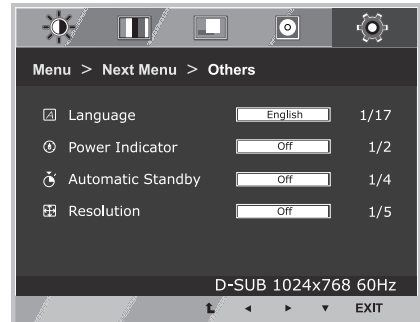 Menu > Next Menu > Others
Language English 1/17
Power Indicator Off 1/2
Automatic Standby Off 1/4
Resolution Off 1/5
D-SUB 1024x768 60Hz
EXIT